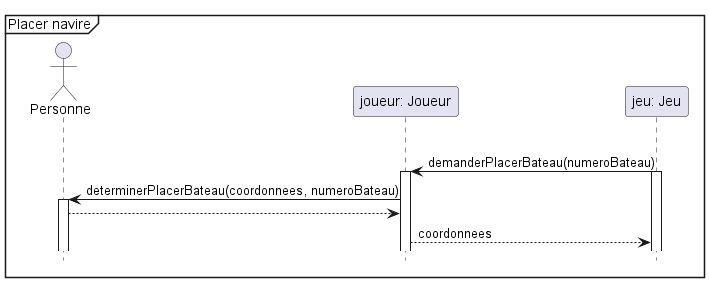 Placer navire
Personne
joueur: Joueur
jeu: Jeu
demanderPlacerBateau(numeroBateau)
determinerPlacerBateau(coordonnees, numeroBateau)
coordonnees